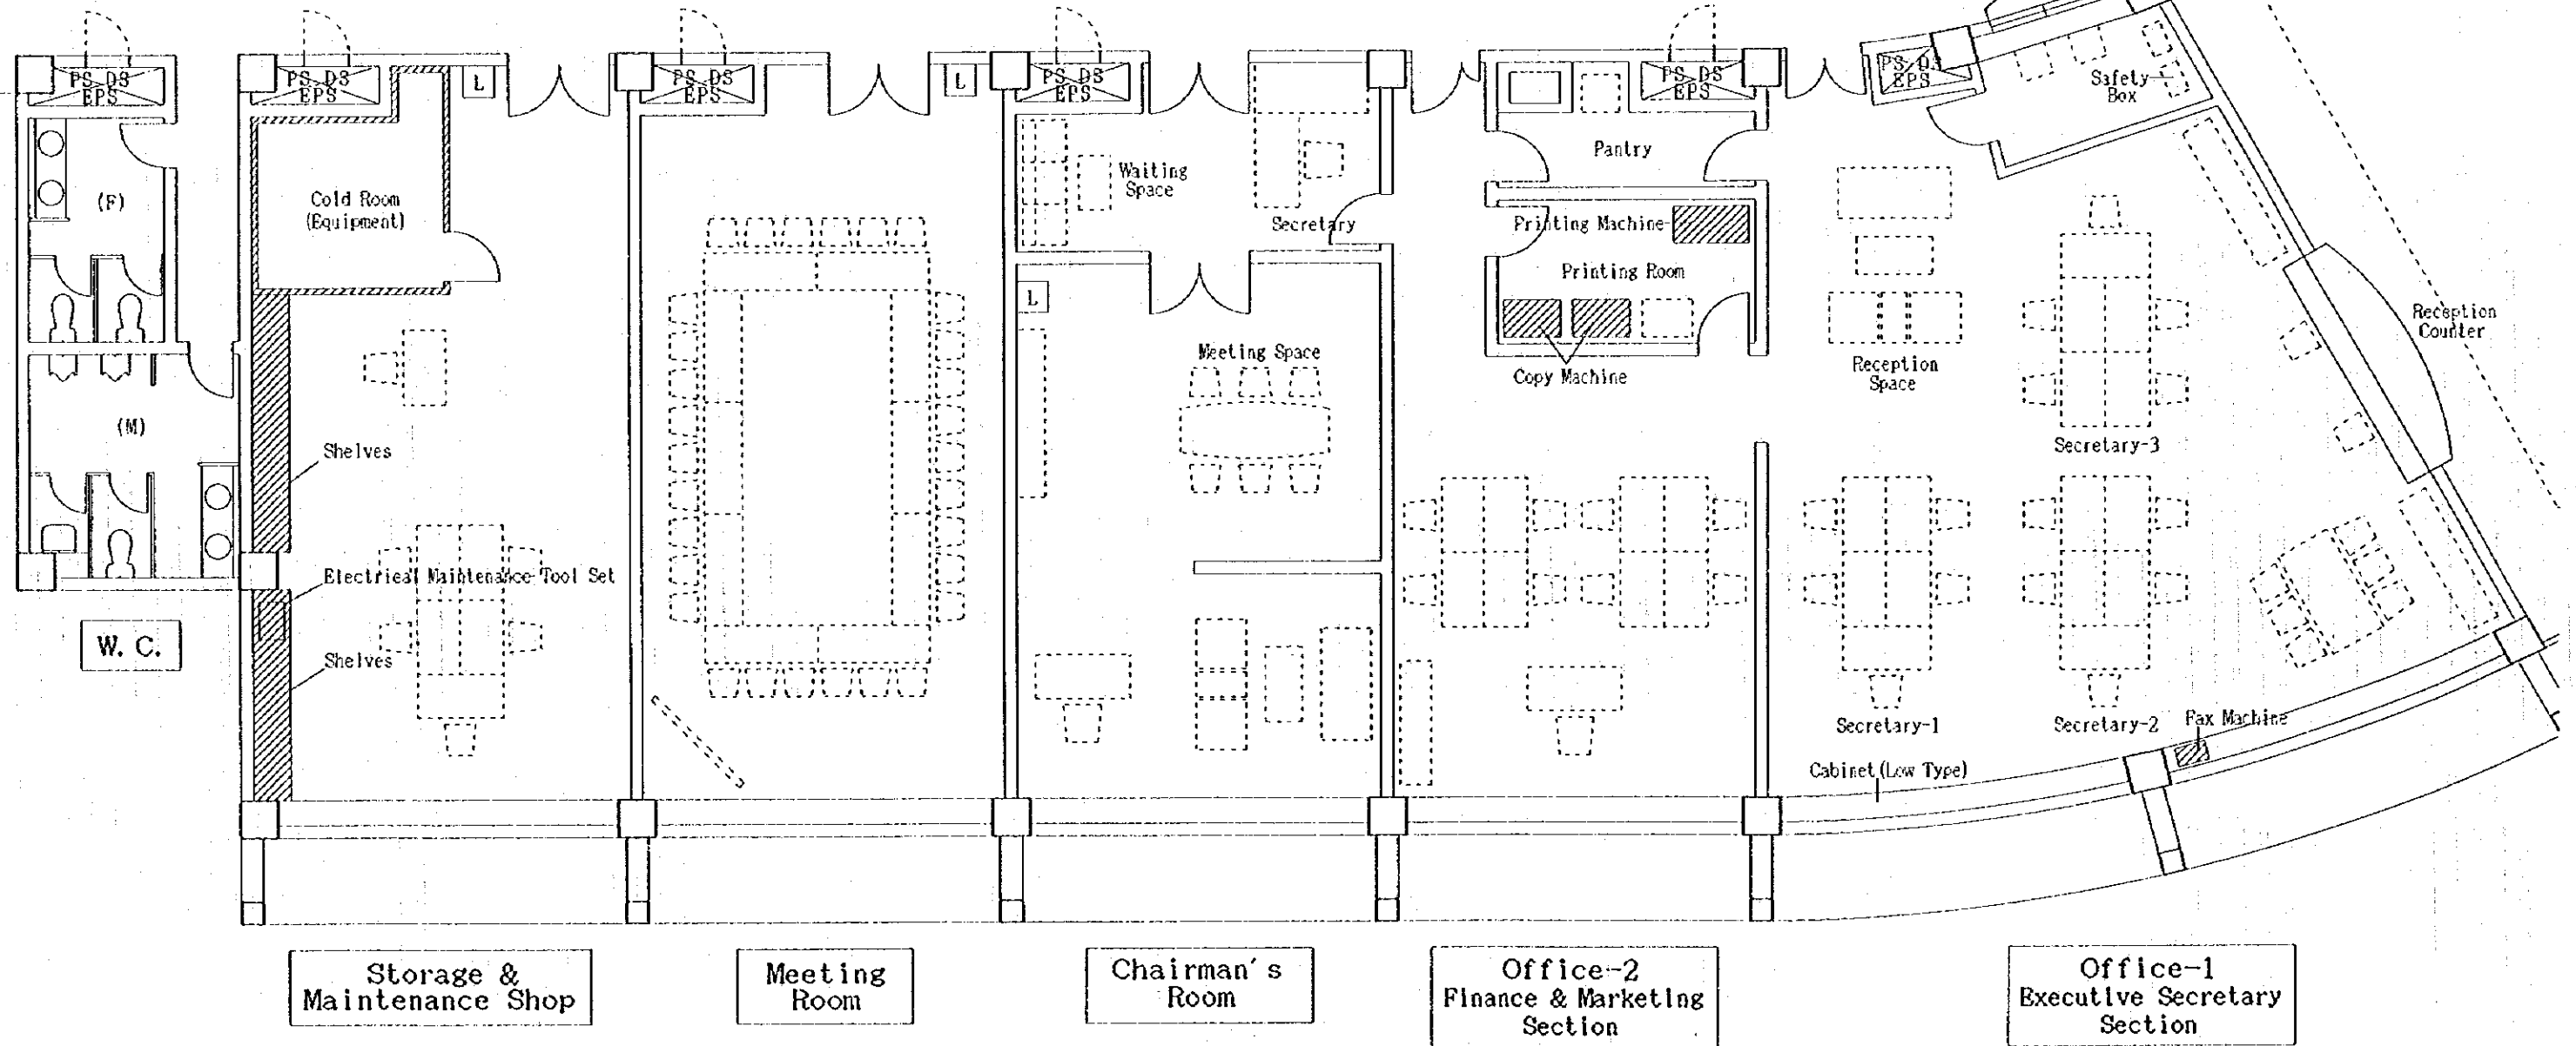 PS DS
EPS
PS DS
EPS
L
PS DS
EPS
L
PS DS
EPS
PS DS
EPS
PS DS
EPS
Safety
Box
(F)
Cold Room
(Equipment)
Waiting
Space
Secretary
Pantry
Printing Machine
Printing Room
Copy Machine
L
Meeting Space
Reception
Space
Reception
Counter
(M)
Shelves
Secretary-3
Electrical Maintenance Tool Set
Shelves
W. C.
Secretary-1
Secretary-2
Fax Machine
Cabinet(Low Type)
Storage &
Maintenance Shop
Meeting
Room
Chairman's
Room
Office-2
Finance & Marketing
Section
Office-1
Executive Secretary
Section